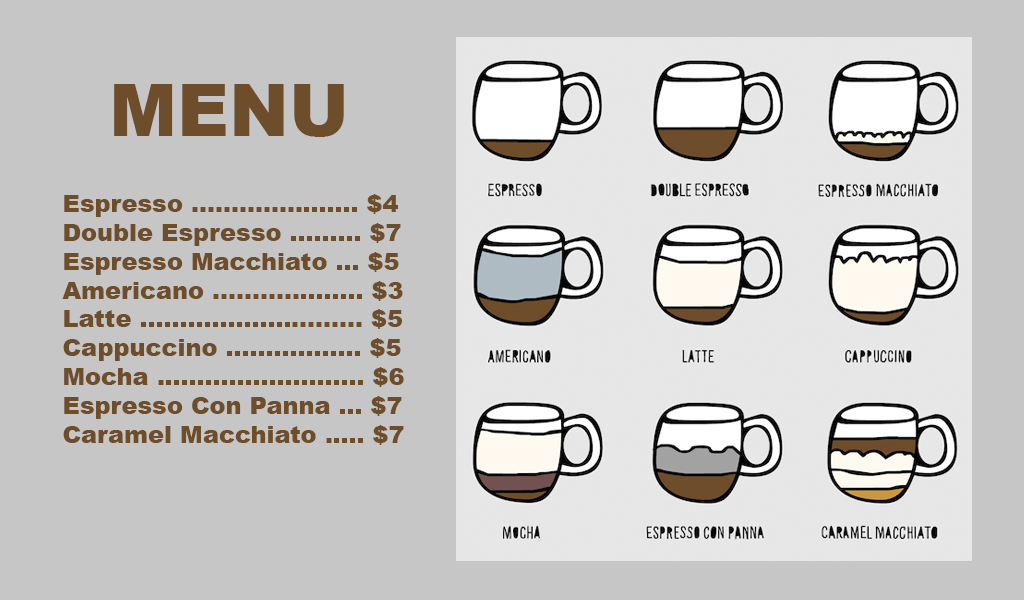 MENU
Espresso ..................... $4
Double Espresso ......... $7
Espresso Macchiato ... $5
Americano ................... $3
Latte ............................ $5
Cappuccino ................. $5
Mocha .......................... $6
Espresso Con Panna ... $7
Caramel Macchiato ..... $7
ESPRESSO
DOUBLE ESPRESSO
ESPRESSO MACCHIATO
AMERICANO
LATTE
CAPPUCCINO
MOCHA
ESPRESSO CON PANNA
CARAMEL MACCHIATO